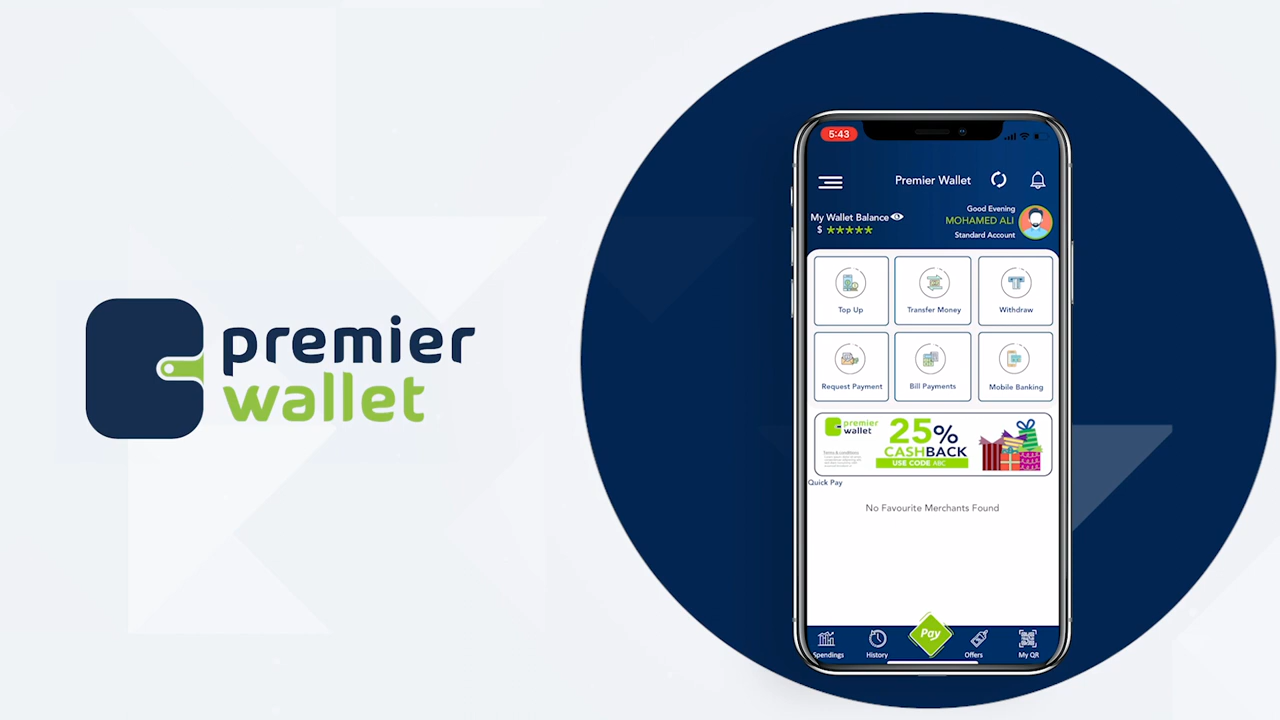 premier
wallet
5:43
Premier Wallet
My Wallet Balance
$ *****
Good Evening
MOHAMED ALI
Standard Account
Top Up
Transfer Money
Withdraw
Request Payment
Bill Payments
Mobile Banking
premier
wallet
25%
CASHBACK
USE CODE ABC
Terms & conditions
Quick Pay
No Favourite Merchants Found
Spendings
History
Pay
Offers
My QR